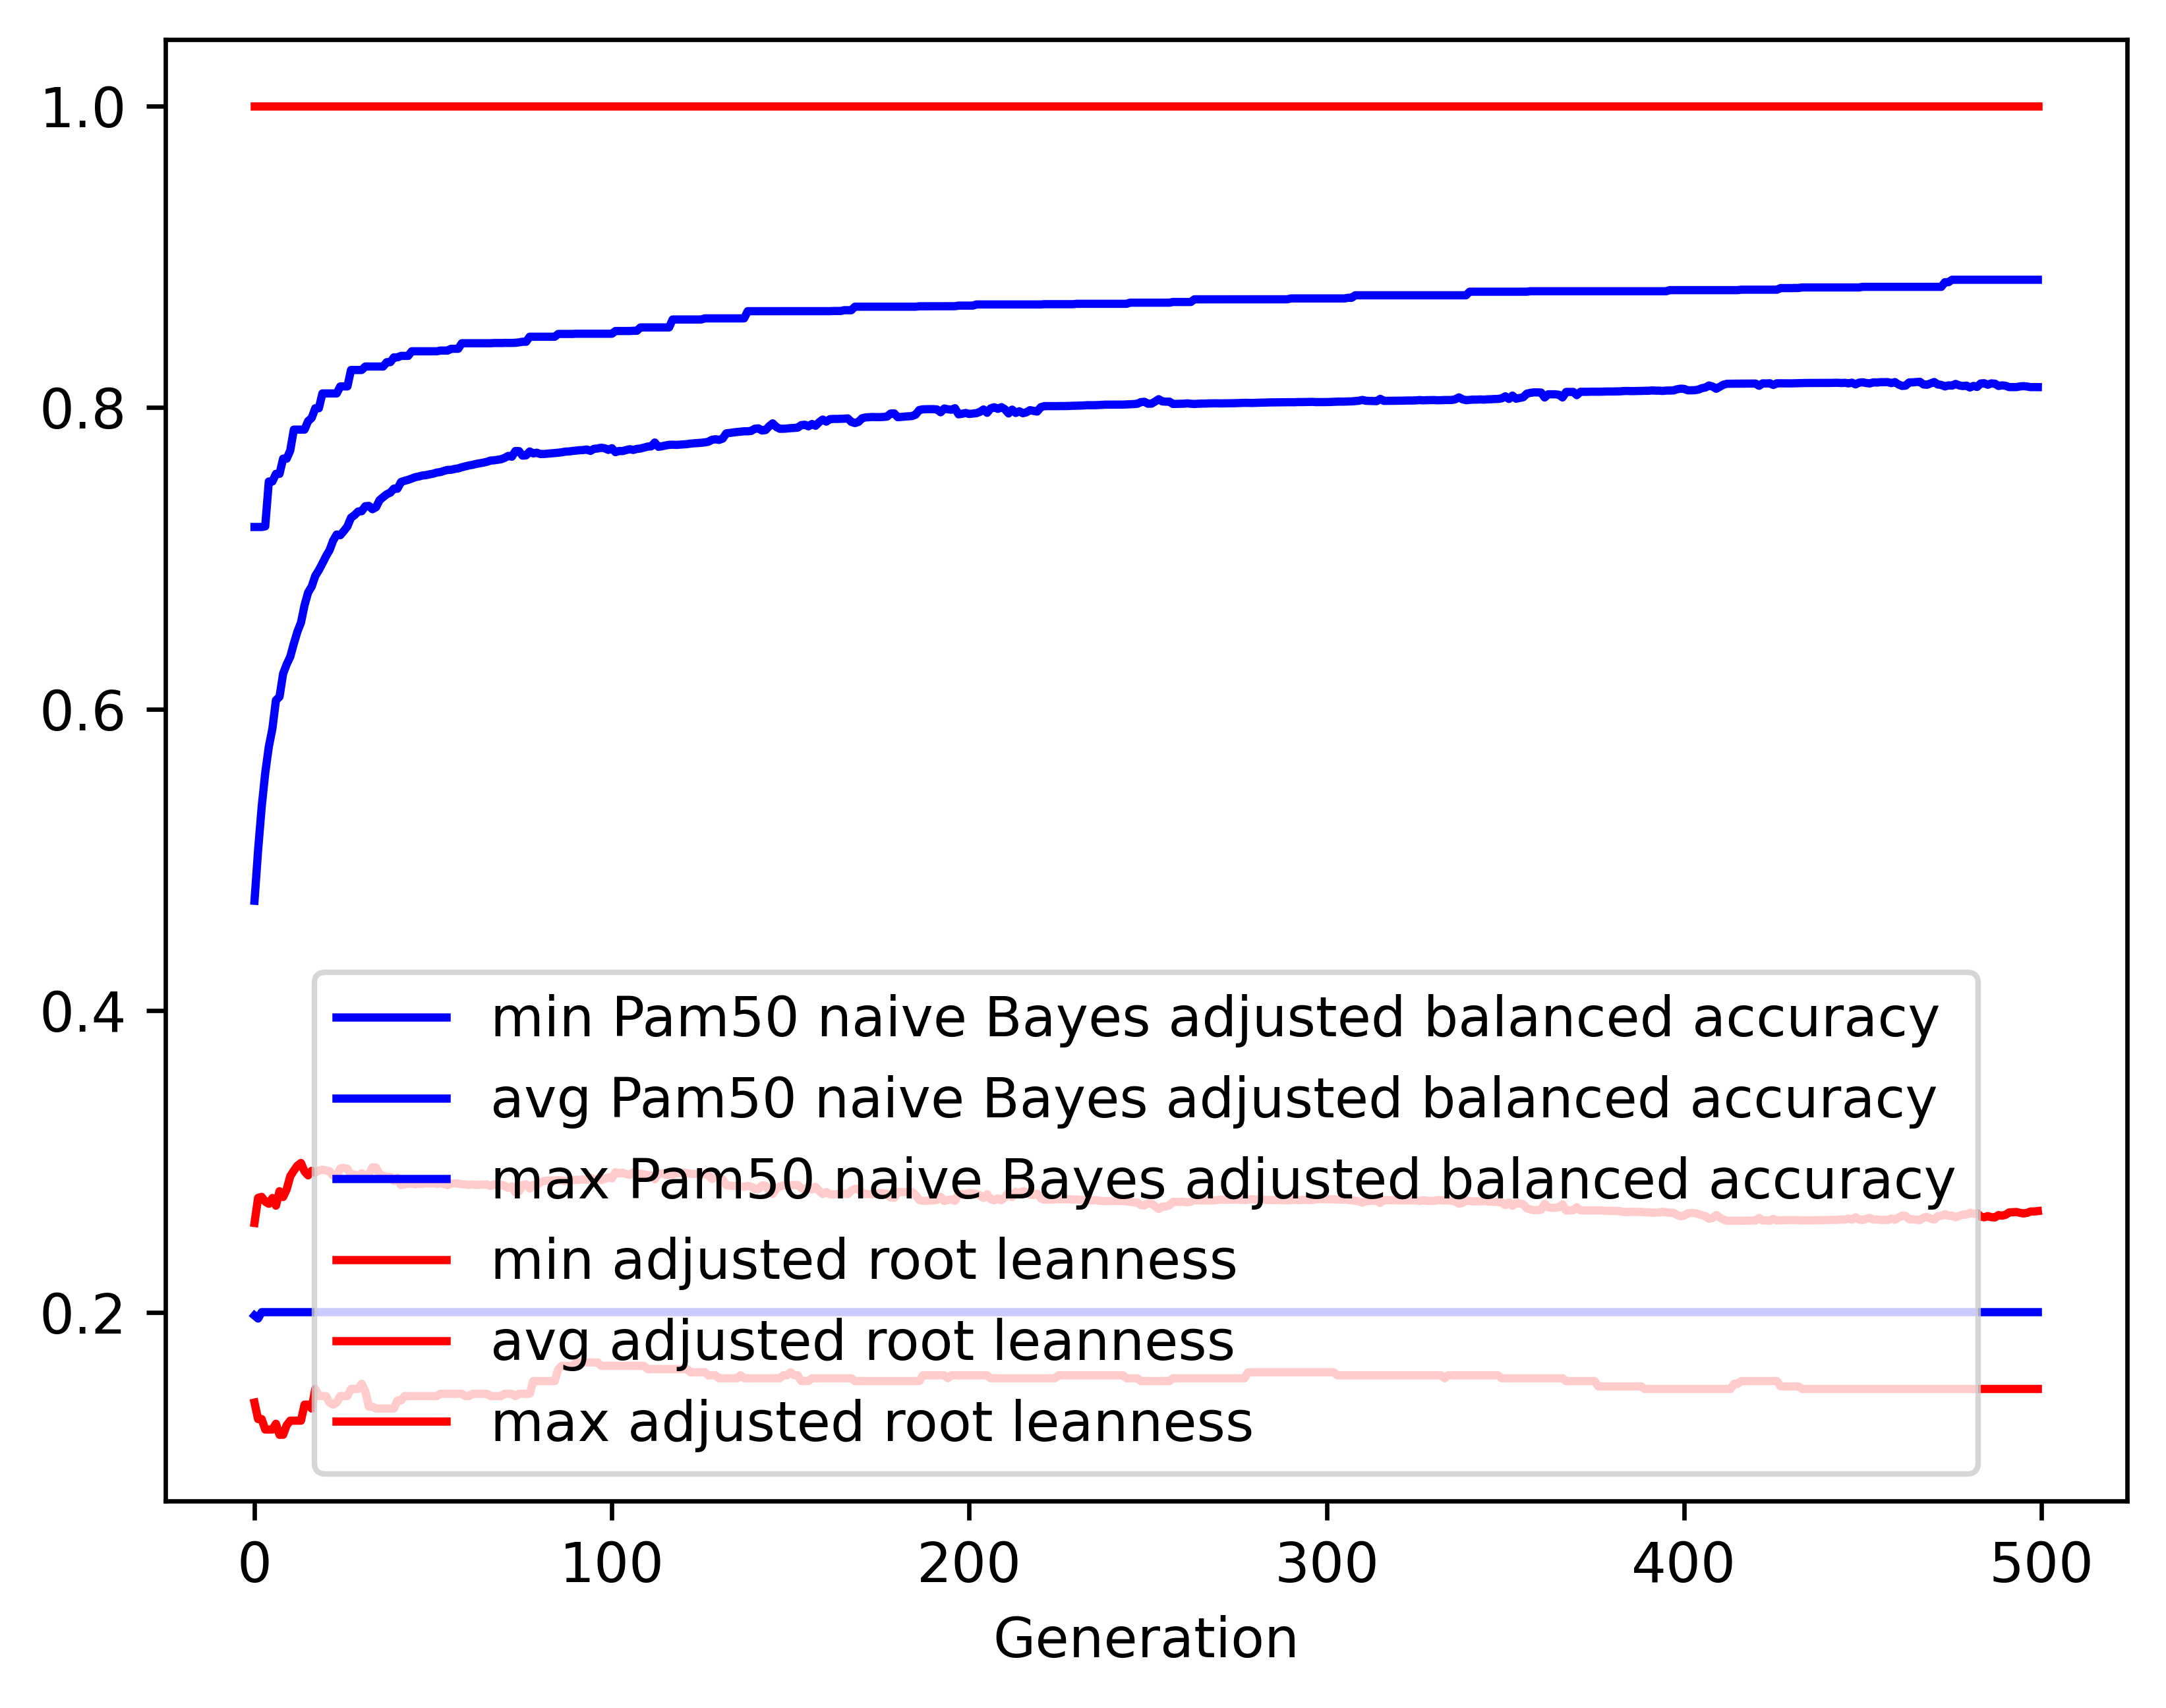 1.0
0.8
0.6
0.4
0.2
min Pam50 naive Bayes adjusted balanced accuracy
avg Pam50 naive Bayes adjusted balanced accuracy
max Pam50 naive Bayes adjusted balanced accuracy
min adjusted root leanness
avg adjusted root leanness
max adjusted root leanness
0 100 200 300 400 500
Generation